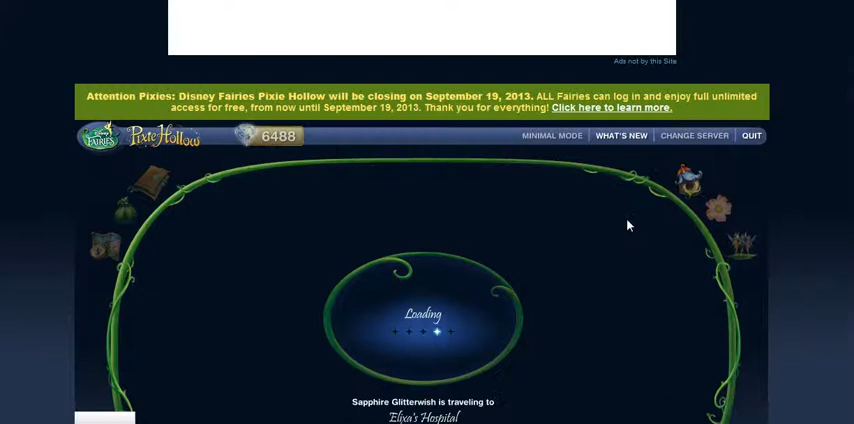 Ads not by this Site
Attention Pixies: Disney Fairies Pixie Hollow will be closing on September 19, 2013. ALL Fairies can log in and enjoy full unlimited
access for free, from now until September 19, 2013. Thank you for everything! Click here to learn more.
Disney FAIRIES Pixie Hollow 6488 MINIMAL MODE WHAT'S NEW CHANGE SERVER QUIT
Loading
Sapphire Glitterwish is traveling to
Elixa's Hospital